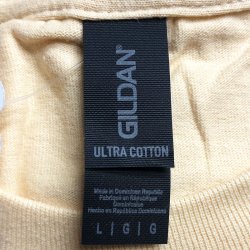 GILDAN®
ULTRA COTTON
Made in Dominican Republic
Fabriqué en République
Dominicaine
Hecho en República Dominicana
L | G | G